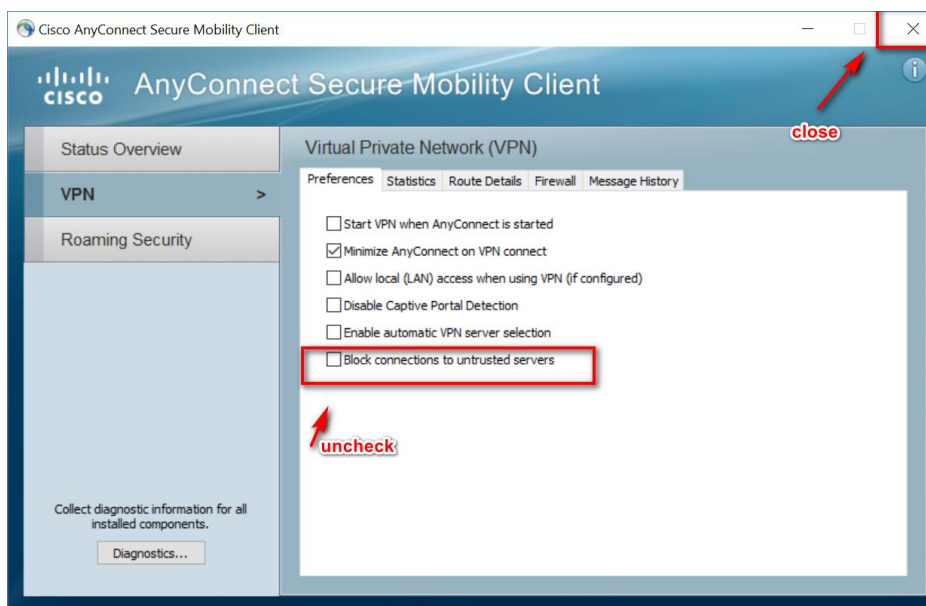 Cisco AnyConnect Secure Mobility Client
CISCO
AnyConnect Secure Mobility Client
close
Status Overview
VPN >
Roaming Security
Collect diagnostic information for all
installed components.
Diagnostics...
Virtual Private Network (VPN)
Preferences Statistics Route Details Firewall Message History
Start VPN when AnyConnect is started
Minimize AnyConnect on VPN connect
Allow local (LAN) access when using VPN (if configured)
Disable Captive Portal Detection
Enable automatic VPN server selection
Block connections to untrusted servers
uncheck